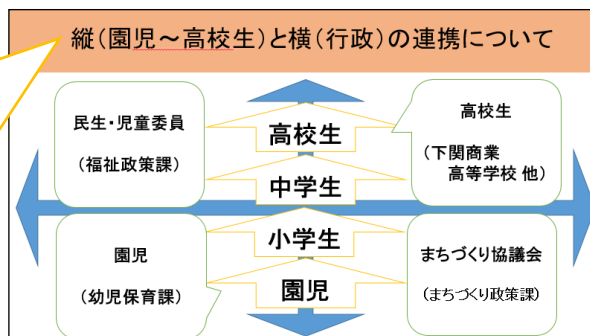 縦(園児~高校生)と横(行政)の連携について
民生・児童委員
(福祉政策課)
高校生
(下関商業
高等学校 他)
高校生
中学生
小学生
園児
園児
(幼児保育課)
まちづくり協議会
(まちづくり政策課)